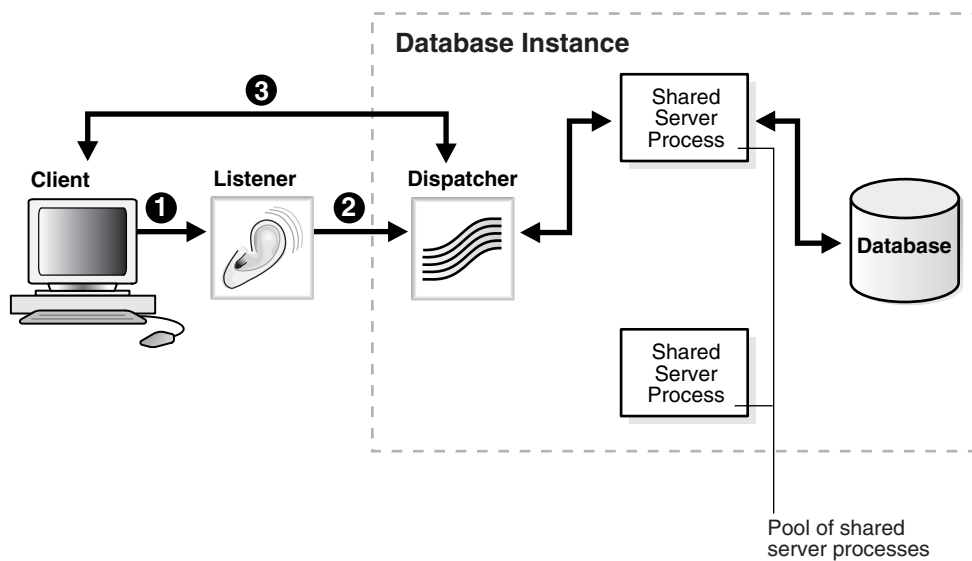 Database Instance
3
Shared
Server
Process
Client
Listener
Dispatcher
1
2
Database
Shared
Server
Process
Pool of shared
server processes